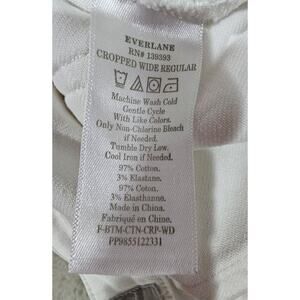 EVERLANE
RN# 139393
CROPPED WIDE REGULAR
Machine Wash Cold
Gentle Cycle
With Like Colors.
Only Non-Chlorine Bleach
if Needed.
Tumble Dry Low.
Cool Iron if Needed.
97% Cotton.
3% Elastane.
97% Coton.
3% Elasthanne.
Made in China.
Fabriqué en Chine.
F-BTM-CTN-CRP-WD
PP9855122331